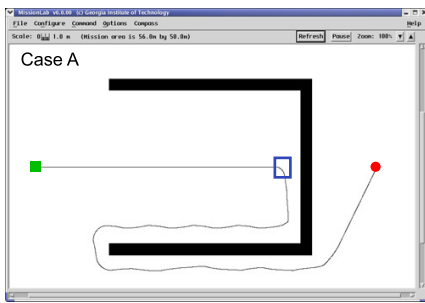 MissionLab v6.0.00 (c) Georgia Institute of Technology
File Configure Command Options Compass Help
Scale: 0 1.0 m (Mission area is 56.0m by 50.0m) Refresh Pause Zoom: 100%
Case A